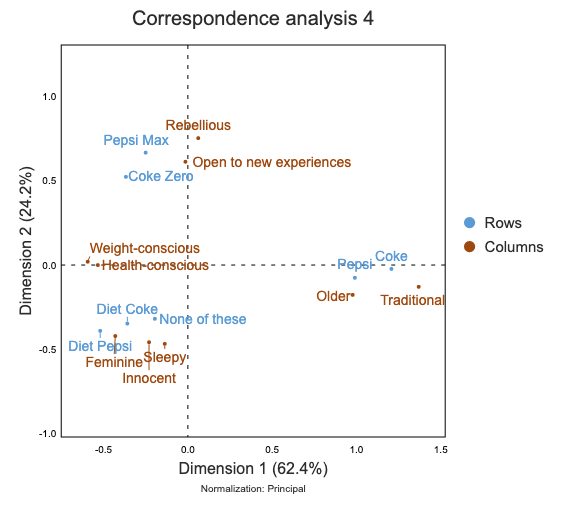 Correspondence analysis 4
1.0
Rebellious
Pepsi Max
Open to new experiences
0.5
Coke Zero
Rows
Columns
Weight-conscious
Coke
0.0
Health-conscious
Pepsi
Older
Traditional
Diet Coke
None of these
-0.5
Diet Pepsi
Feminine
Sleepy
Innocent
-1.0
-0.5
0.0
0.5
1.0
1.5
Dimension 2 (24.2%)
Dimension 1 (62.4%)
Normalization: Principal